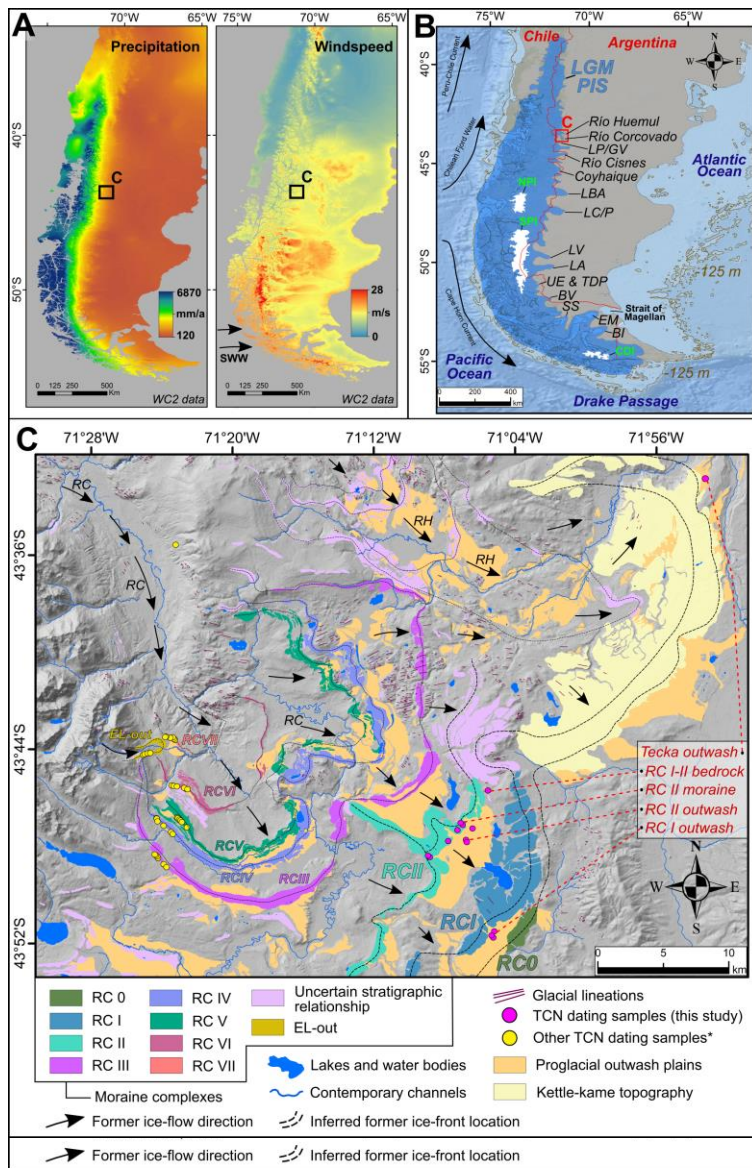 A
75°W 70°W 65°W 75°W 70°W 65°W
Precipitation
Windspeed
40°S
50°S
C
C
6870
mm/a
120
28
m/s
0
SWW
0 125 250 500
Km
WC2 data
0 125 250 500
Km
WC2 data
B
75°W 70°W 65°W 60°W
Chile
Argentina
N
W E
S
Peru-Chile Current
LGM
PIS
40°S
C
Río Huemul
Río Corcovado
LP/GV
Río Cisnes
Coyhaique
Chilean Fjord Water
45°S
Atlantic
Ocean
NPI
LBA
LC/P
SPI
50°S
LV
LA
UE & TDP
BV
SS
-125 m
Strait of
Magellan
EM
BI
Cape Horn Current
CDI
55°S
Pacific
Ocean
-125 m
Drake Passage
0 200 400
km
C
71°28'W 71°20'W 71°12'W 71°04'W 71°56'W
RC
RC
RH
RH
43°36'S
43°44'S
43°52'S
RC
EL-out
RCVII
RCVI
RCV
RCIV
RCIII
RCII
RCI
RC0
Tecka outwash
RC I-II bedrock
RC II moraine
RC II outwash
RC I outwash
N
W E
S
0 5 10
km
RC 0
RC I
RC II
RC III
RC IV
RC V
RC VI
RC VII
Uncertain stratigraphic
relationship
EL-out
Moraine complexes
Lakes and water bodies
Contemporary channels
Glacial lineations
TCN dating samples (this study)
Other TCN dating samples*
Proglacial outwash plains
Kettle-kame topography
Former ice-flow direction
Inferred former ice-front location
Former ice-flow direction
Inferred former ice-front location